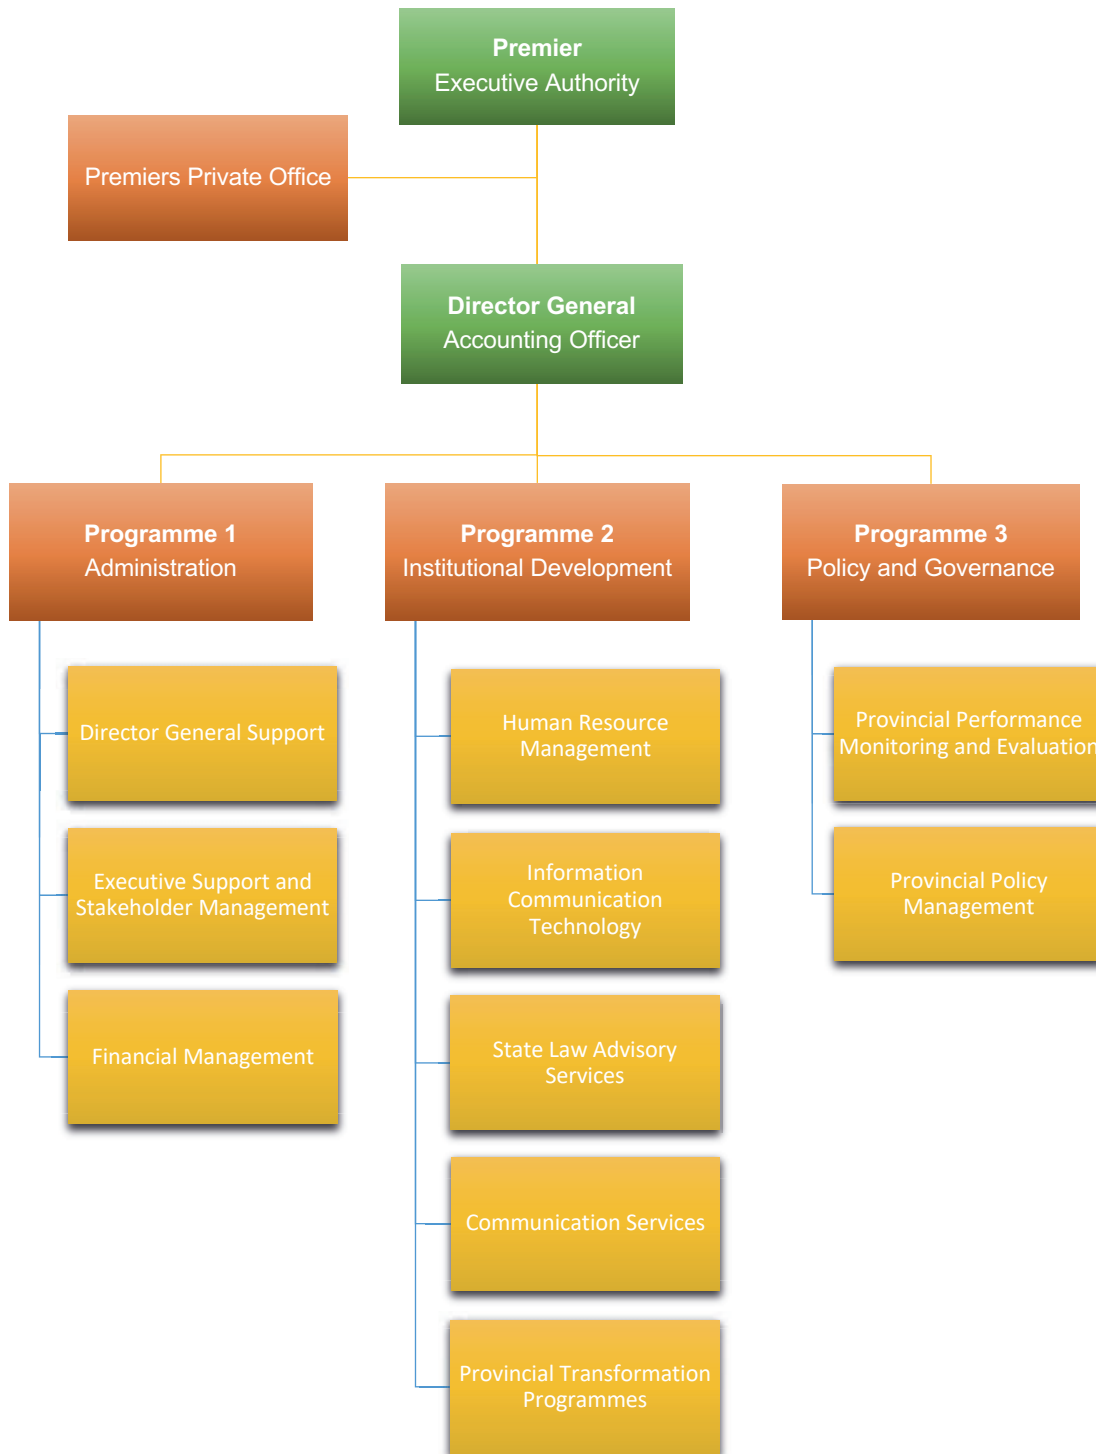 Premier
Executive Authority
Premiers Private Office
Director General
Accounting Officer
Programme 1
Administration
Programme 2
Institutional Development
Programme 3
Policy and Governance
Director General Support
Executive Support and
Stakeholder Management
Financial Management
Human Resource
Management
Information
Communication
Technology
State Law Advisory
Services
Communication Services
Provincial Transformation
Programmes
Provincial Performance
Monitoring and Evaluation
Provincial Policy
Management